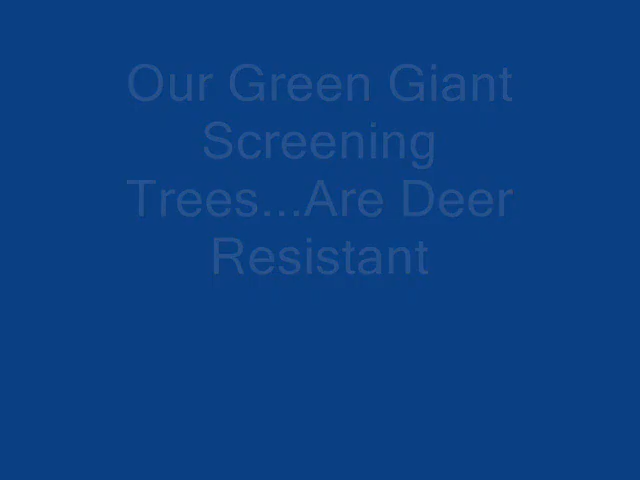 Our Green Giant
Screening
Trees...Are Deer
Resistant